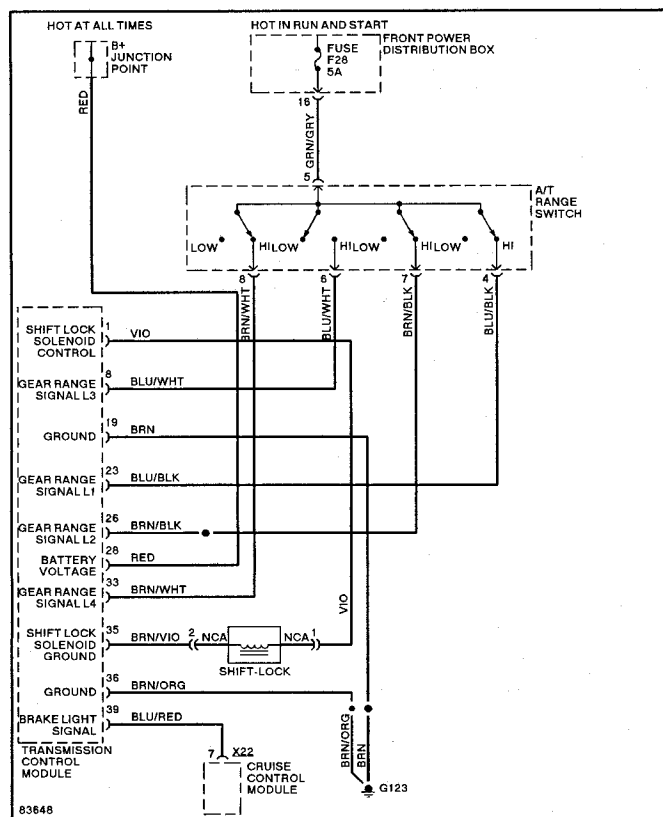 HOT AT ALL TIMES
B+
JUNCTION
POINT
RED
HOT IN RUN AND START
FUSE
F28
5A
FRONT POWER
DISTRIBUTION BOX
16
GRN/GRY
5
A/T
RANGE
SWITCH
LOW HI LOW HI LOW HI LOW HI
8 6 7 4
BRN/WHT
BLU/WHT
BRN/BLK
BLU/BLK
SHIFT LOCK
SOLENOID
CONTROL
1
VIO
GEAR RANGE
SIGNAL L3
8
BLU/WHT
GROUND
19
BRN
GEAR RANGE
SIGNAL L1
23
BLU/BLK
GEAR RANGE
SIGNAL L2
26
BRN/BLK
BATTERY
VOLTAGE
28
RED
GEAR RANGE
SIGNAL L4
33
BRN/WHT
VIO
SHIFT LOCK
SOLENOID
GROUND
35
BRN/VIO
2
NCA
NCA
1
SHIFT-LOCK
GROUND
36
BRN/ORG
BRAKE LIGHT
SIGNAL
39
BLU/RED
TRANSMISSION
CONTROL
MODULE
7
X22
CRUISE
CONTROL
MODULE
BRN/ORG
BRN
G123
83648